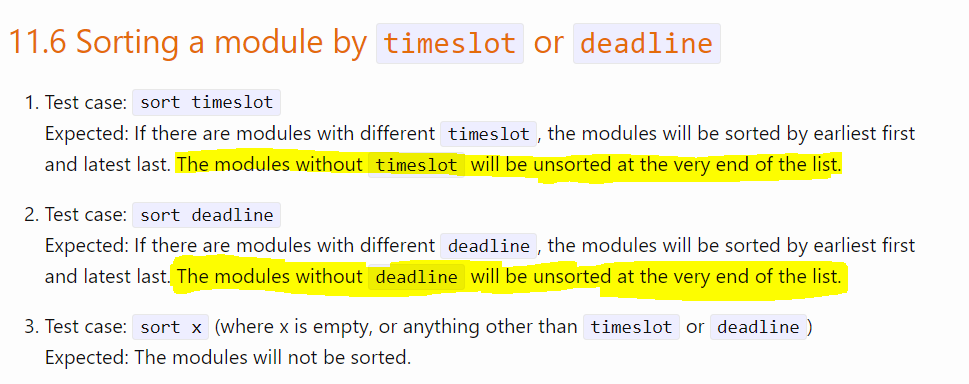 11.6 Sorting a module by timeslot or deadline
1. Test case: sort timeslot
Expected: If there are modules with different timeslot, the modules will be sorted by earliest first
and latest last. The modules without timeslot will be unsorted at the very end of the list.
2. Test case: sort deadline
Expected: If there are modules with different deadline, the modules will be sorted by earliest first
and latest last. The modules without deadline will be unsorted at the very end of the list.
3. Test case: sort x (where x is empty, or anything other than timeslot or deadline)
Expected: The modules will not be sorted.